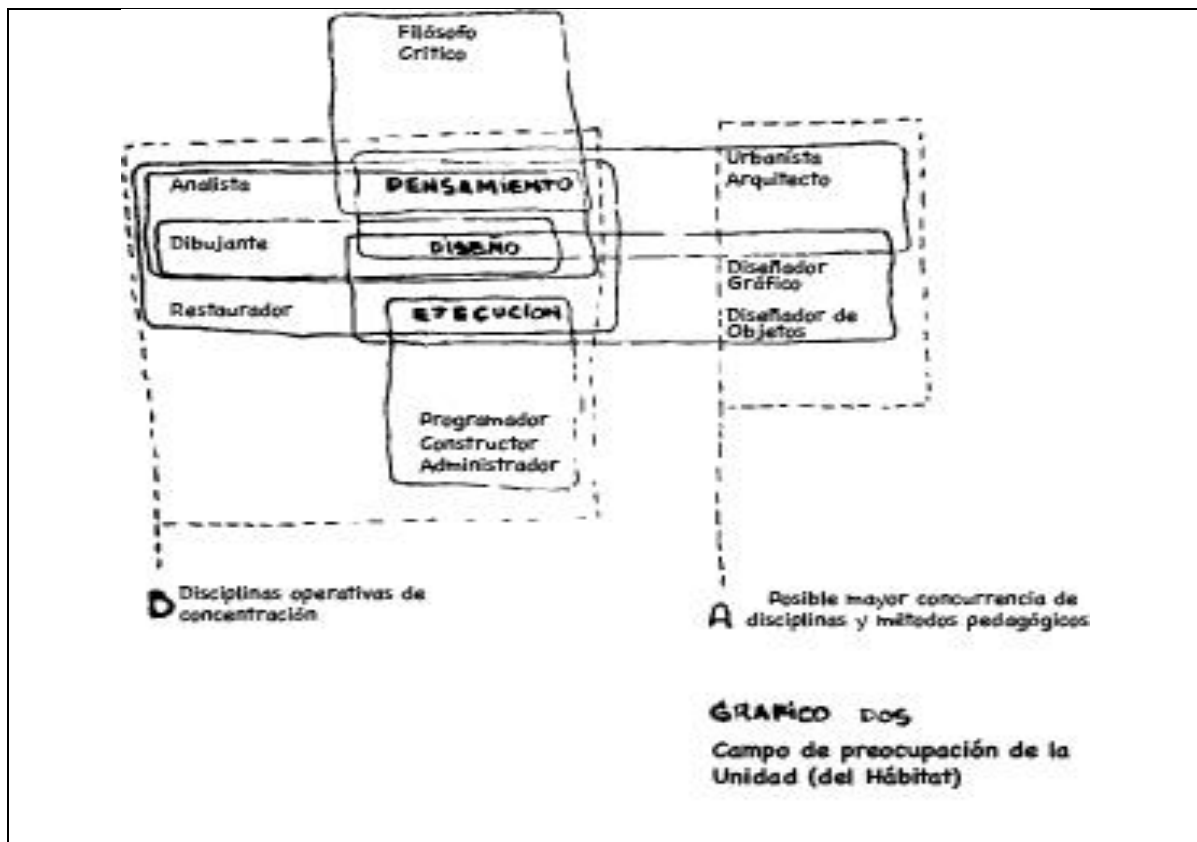 Filósofo
Crítico
Urbanista
Arquitecto
Analista
PENSAMIENTO
Dibujante
DISEÑO
Diseñador
Gráfico
Restaurador
EJECUCION
Diseñador de
Objetos
Programador
Constructor
Administrador
B Disciplinas operativas de
concentración
A Posible mayor concurrencia de
disciplinas y métodos pedagógicos
GRAFICO DOS
Campo de preocupación de la
Unidad (del Hábitat)